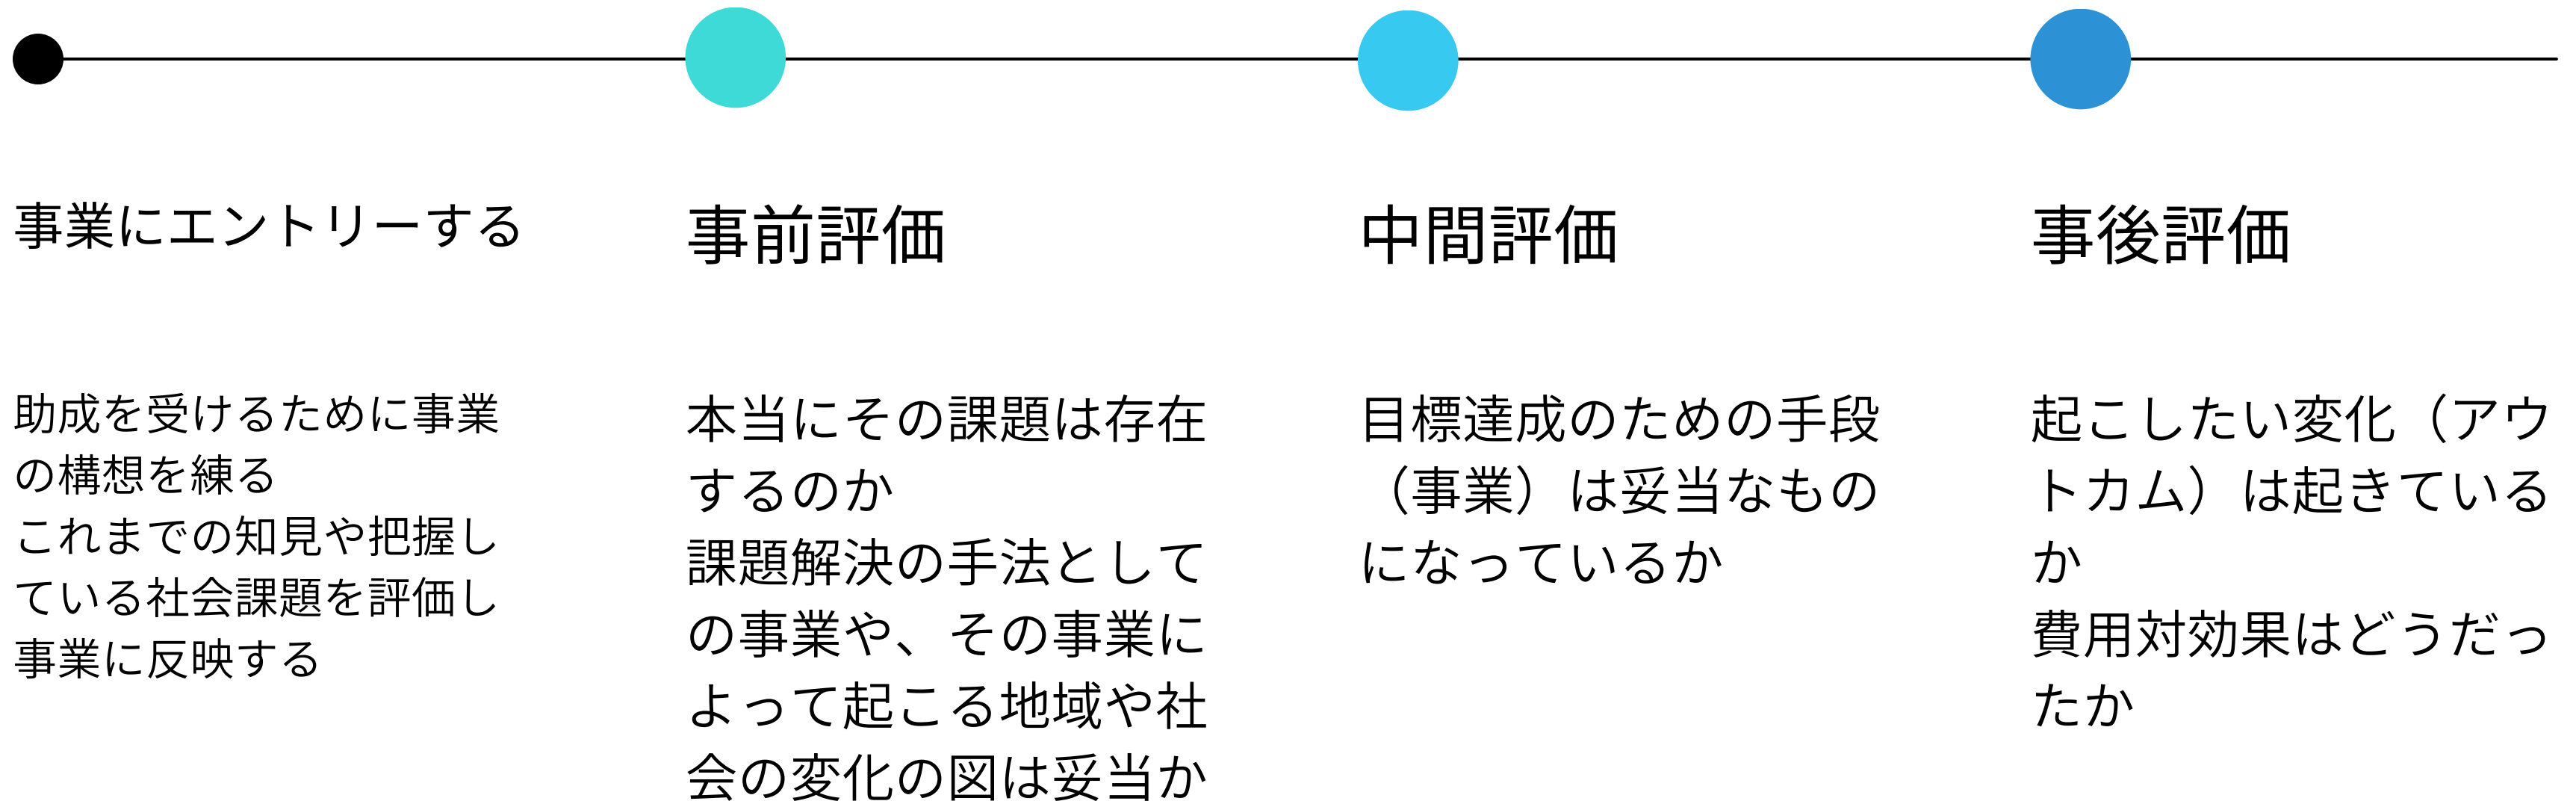 事業にエントリーする
助成を受けるために事業
の構想を練る
これまでの知見や把握し
ている社会課題を評価し
事業に反映する
事前評価
本当にその課題は存在
するのか
課題解決の手法として
の事業や、その事業に
よって起こる地域や社
会の変化の図は妥当か
中間評価
目標達成のための手段
（事業）は妥当なもの
になっているか
事後評価
起こしたい変化（アウ
トカム）は起きている
か
費用対効果はどうだっ
たか